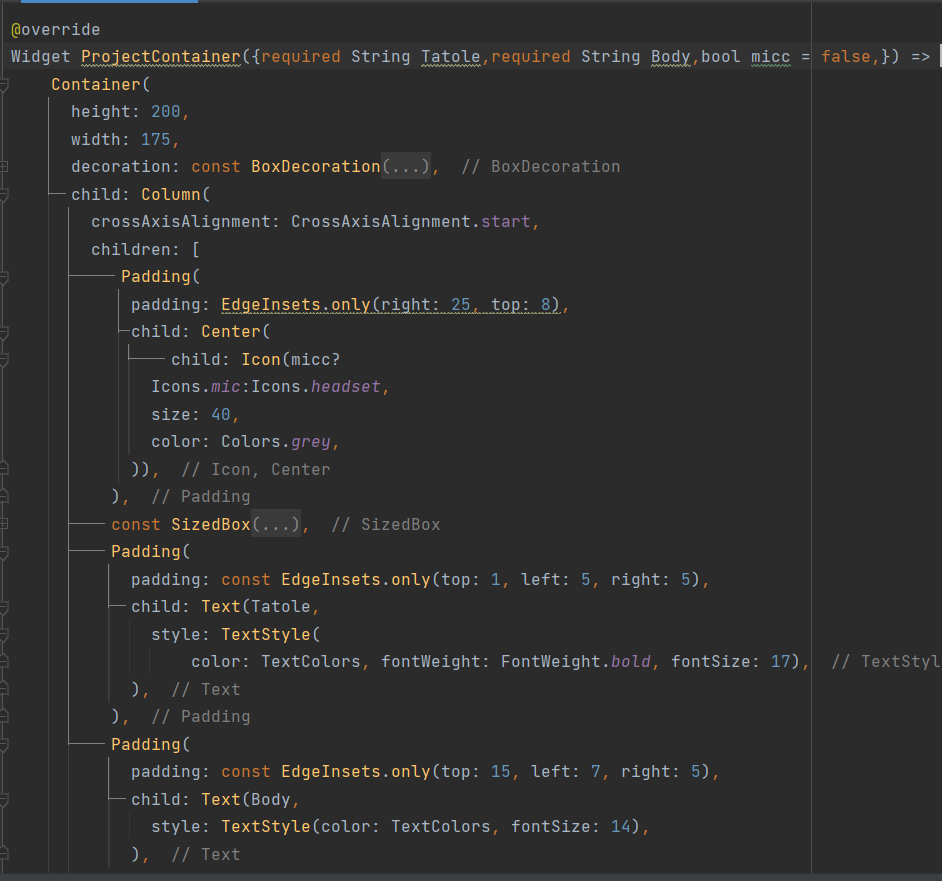 @override
Widget ProjectContainer({required String Tatole,required String Body,bool micc = false,}) =>
Container(
height: 200,
width: 175,
decoration: const BoxDecoration(...), // BoxDecoration
child: Column(
crossAxisAlignment: CrossAxisAlignment.start,
children: [
Padding(
padding: EdgeInsets.only(right: 25, top: 8),
child: Center(
child: Icon(micc?
Icons.mic:Icons.headset,
size: 40,
color: Colors.grey,
)), // Icon, Center
), // Padding
const SizedBox(...), // SizedBox
Padding(
padding: const EdgeInsets.only(top: 1, left: 5, right: 5),
child: Text(Tatole,
style: TextStyle(
color: TextColors, fontWeight: FontWeight.bold, fontSize: 17), // TextStyl
), // Text
), // Padding
Padding(
padding: const EdgeInsets.only(top: 15, left: 7, right: 5),
child: Text(Body,
style: TextStyle(color: TextColors, fontSize: 14),
), // Text